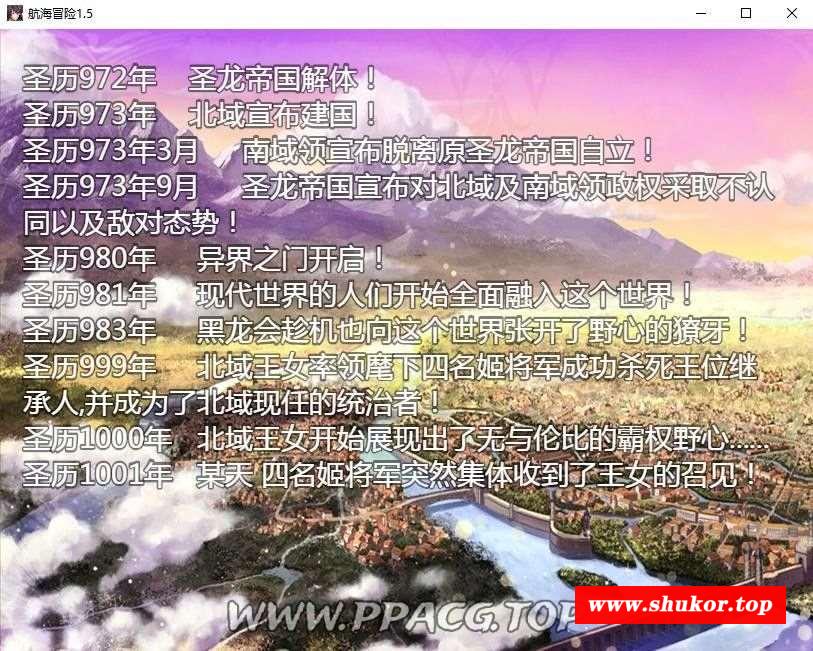 航海冒险1.5
圣历972年 圣龙帝国解体！
圣历973年 北域宣布建国！
圣历973年3月 南域领宣布脱离原圣龙帝国自立！
圣历973年9月 圣龙帝国宣布对北域及南域领政权采取不认
同以及敌对态势！
圣历980年 异界之门开启！
圣历981年 现代世界的人们开始全面融入这个世界！
圣历983年 黑龙会趁机也向这个世界张开了野心的獠牙！
圣历999年 北域王女率领麾下四名姬将军成功杀死王位继
承人,并成为了北域现任的统治者！
圣历1000年 北域王女开始展现出了无与伦比的霸权野心......
圣历1001年 某天 四名姬将军突然集体收到了王女的召见！
WWW.PPACG.TOP
www.shukor.top